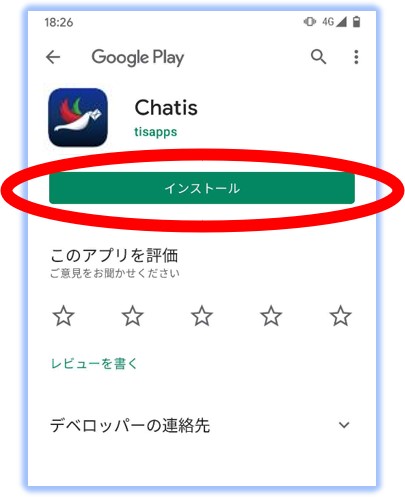 18:26 4G
Google Play
Chatis
tisapps
インストール
このアプリを評価
ご意見をお聞かせください
レビューを書く
デベロッパーの連絡先